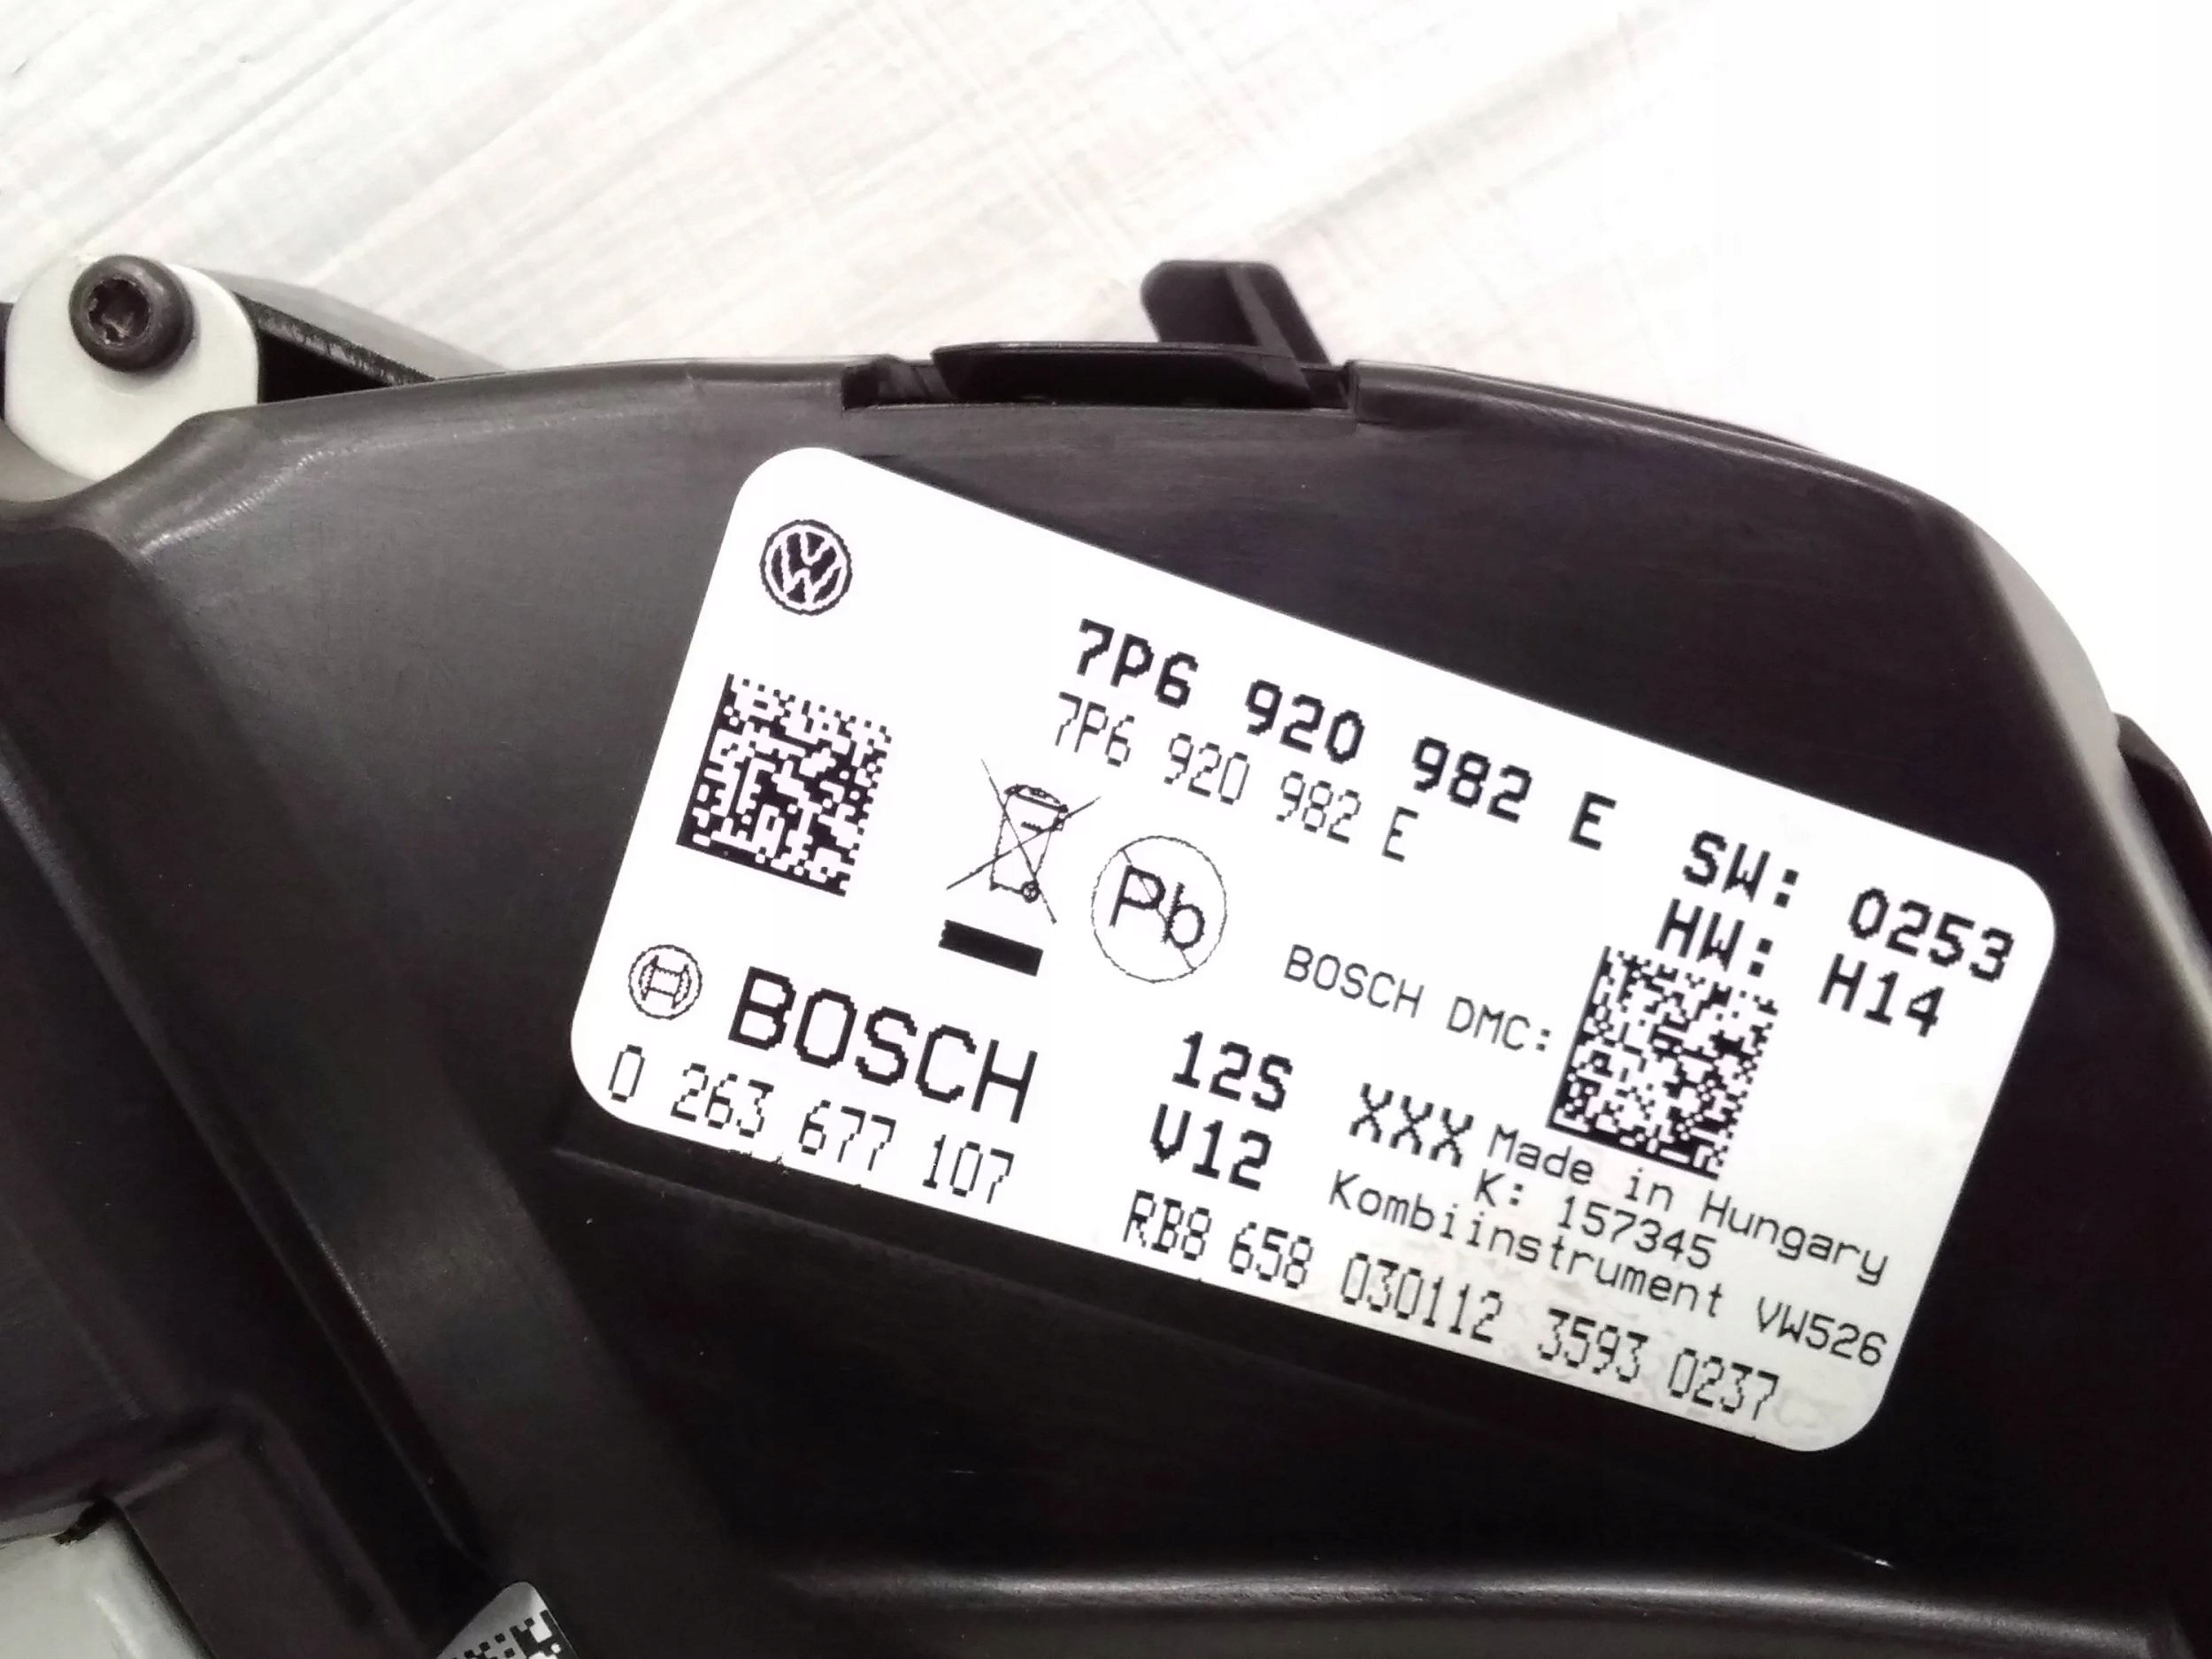 7P6 920 982 E SW: 0253
7P6 920 982 E HW: H14
Pb
BOSCH DMC:
BOSCH
0 263 677 107
12S XXX
V12
Made in Hungary
K: 157345
Kombiinstrument VW526
RB8 658 030112 3593 0237